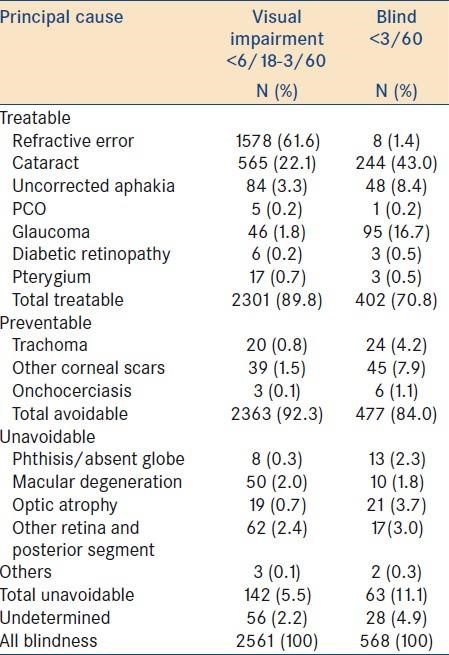 Principal cause Visual Blind
impairment <3/60
<6/18-3/60
N (%) N (%)
Treatable
Refractive error 1578 (61.6) 8 (1.4)
Cataract 565 (22.1) 244 (43.0)
Uncorrected aphakia 84 (3.3) 48 (8.4)
PCO 5 (0.2) 1 (0.2)
Glaucoma 46 (1.8) 95 (16.7)
Diabetic retinopathy 6 (0.2) 3 (0.5)
Pterygium 17 (0.7) 3 (0.5)
Total treatable 2301 (89.8) 402 (70.8)
Preventable
Trachoma 20 (0.8) 24 (4.2)
Other corneal scars 39 (1.5) 45 (7.9)
Onchocerciasis 3 (0.1) 6 (1.1)
Total avoidable 2363 (92.3) 477 (84.0)
Unavoidable
Phthisis/absent globe 8 (0.3) 13 (2.3)
Macular degeneration 50 (2.0) 10 (1.8)
Optic atrophy 19 (0.7) 21 (3.7)
Other retina and 62 (2.4) 17(3.0)
posterior segment
Others 3 (0.1) 2 (0.3)
Total unavoidable 142 (5.5) 63 (11.1)
Undetermined 56 (2.2) 28 (4.9)
All blindness 2561 (100) 568 (100)